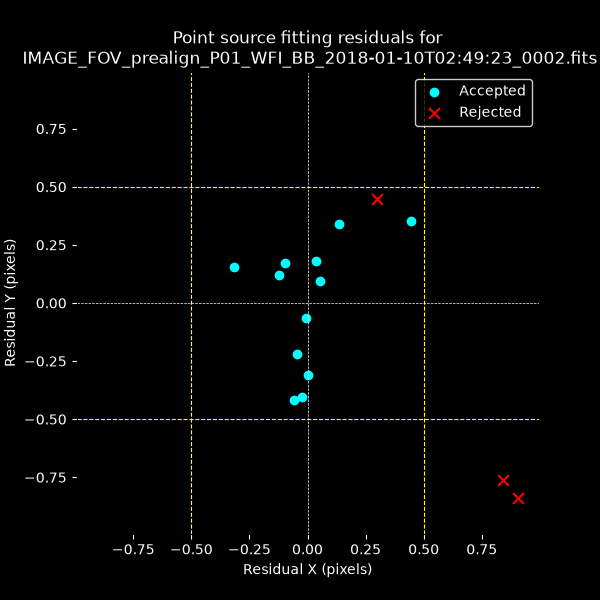 Point source fitting residuals for
IMAGE_FOV_prealign_P01_WFI_BB_2018-01-10T02:49:23_0002.fits
Accepted
Rejected
0.75
0.50
0.25
0.00
−0.25
−0.50
−0.75
Residual Y (pixels)
−0.75 −0.50 −0.25 0.00 0.25 0.50 0.75
Residual X (pixels)